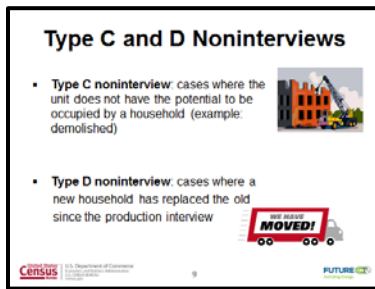 Type C and D Noninterviews
▪ Type C noninterview: cases where the
unit does not have the potential to be
occupied by a household (example:
demolished)
▪ Type D noninterview: cases where a
new household has replaced the old
since the production interview
WE HAVE
MOVED!
United States
Census
U.S. Department of Commerce
9
FUTURE